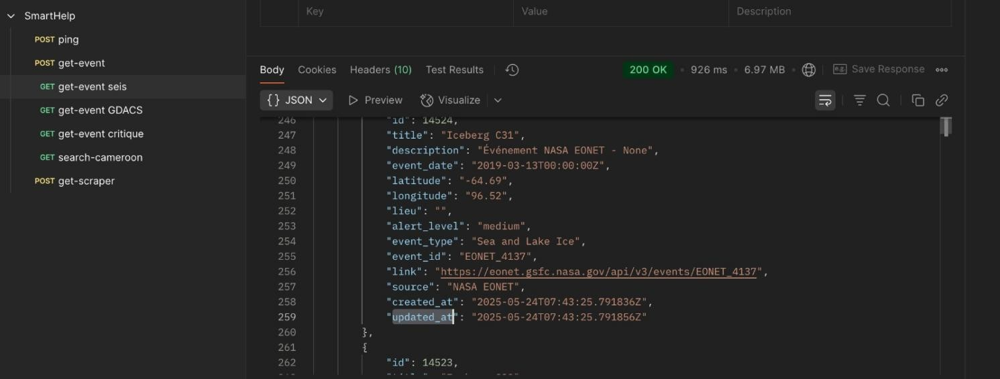 SmartHelp
POST ping
POST get-event
GET get-event seis
GET get-event GDACS
GET get-event critique
GET search-cameroon
POST get-scraper
Key Value Description
Body Cookies Headers (10) Test Results 200 OK • 926 ms • 6.97 MB • e.g. Save Response
{} JSON Preview Visualize
246 "id": 14524,
247 "title": "Iceberg C31",
248 "description": "Événement NASA EONET - None",
249 "event_date": "2019-03-13T00:00:00Z",
250 "latitude": "-64.69",
251 "longitude": "96.52",
252 "lieu": "",
253 "alert_level": "medium",
254 "event_type": "Sea and Lake Ice",
255 "event_id": "EONET_4137",
256 "link": "https://eonet.gsfc.nasa.gov/api/v3/events/EONET_4137",
257 "source": "NASA EONET",
258 "created_at": "2025-05-24T07:43:25.791836Z",
259 "updated_at": "2025-05-24T07:43:25.791856Z"
260 },
261 {
262 "id": 14523,